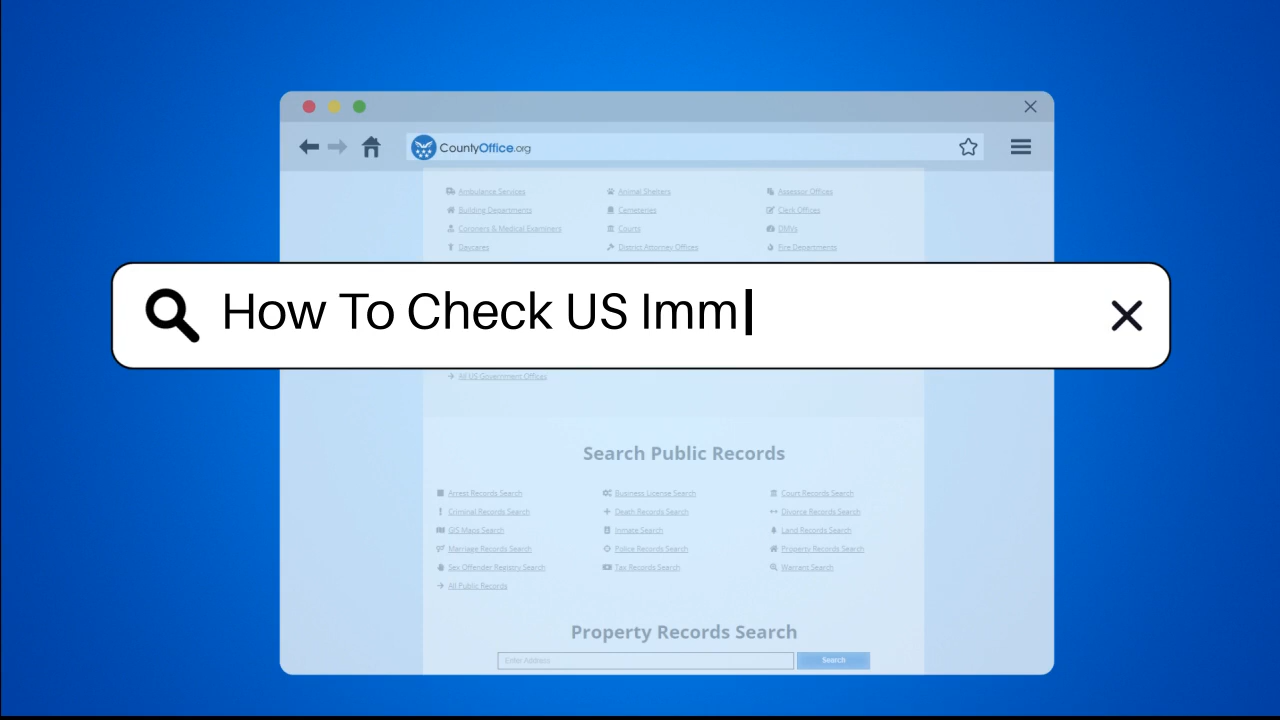 CountyOffice.org
Ambulance Services Animal Shelters Assessor Offices
Building Departments Cemeteries Clerk Offices
Coroners & Medical Examiners Courts DMVs
Daycares District Attorney Offices Fire Departments
How To Check US Imm
All US Government Offices
Search Public Records
Arrest Records Search Business License Search Court Records Search
Criminal Records Search Death Records Search Divorce Records Search
GIS Maps Search Inmate Search Land Records Search
Marriage Records Search Police Records Search Property Records Search
Sex Offender Registry Search Tax Records Search Warrant Search
All Public Records
Property Records Search
Enter Address Search